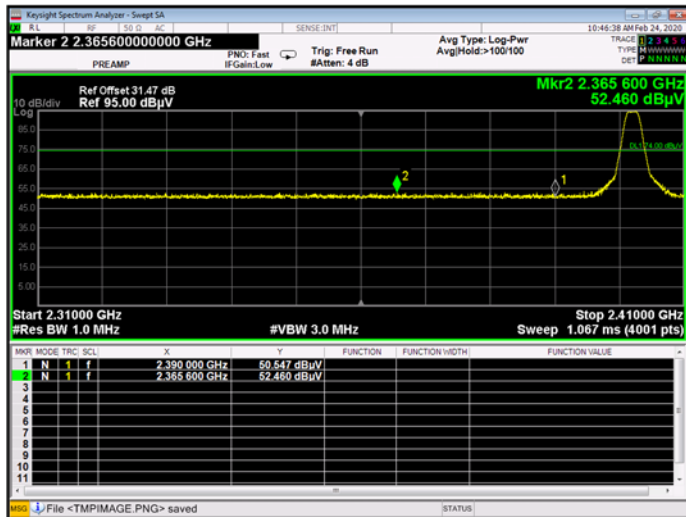 Keysight Spectrum Analyzer - Swept SA
RL RF 50 Ω AC SENSE:INT 10:46:38 AM Feb 24, 2020
Marker 2 2.365600000000 GHz
PREAMP
PNO: Fast
IFGain:Low
Trig: Free Run
#Atten: 4 dB
Avg Type: Log-Pwr
Avg|Hold:>100/100
TRACE 1 2 3 4 5 6
TYPE M W W W W W
DET P N N N N N
Mkr2 2.365 600 GHz
52.460 dBµV
Ref Offset 31.47 dB
10 dB/div Ref 95.00 dBµV
Log
85.0
75.0
65.0
55.0
45.0
35.0
25.0
15.0
5.00
DL1 74.00 dBµV
2
1
Start 2.31000 GHz Stop 2.41000 GHz
#Res BW 1.0 MHz #VBW 3.0 MHz Sweep 1.067 ms (4001 pts)
MKR MODE TRC SCL X Y FUNCTION FUNCTION WIDTH FUNCTION VALUE
1 N 1 f 2.390 000 GHz 50.547 dBµV
2 N 1 f 2.365 600 GHz 52.460 dBµV
3
4
5
6
7
8
9
10
11
MSG File <TMPIMAGE.PNG> saved STATUS